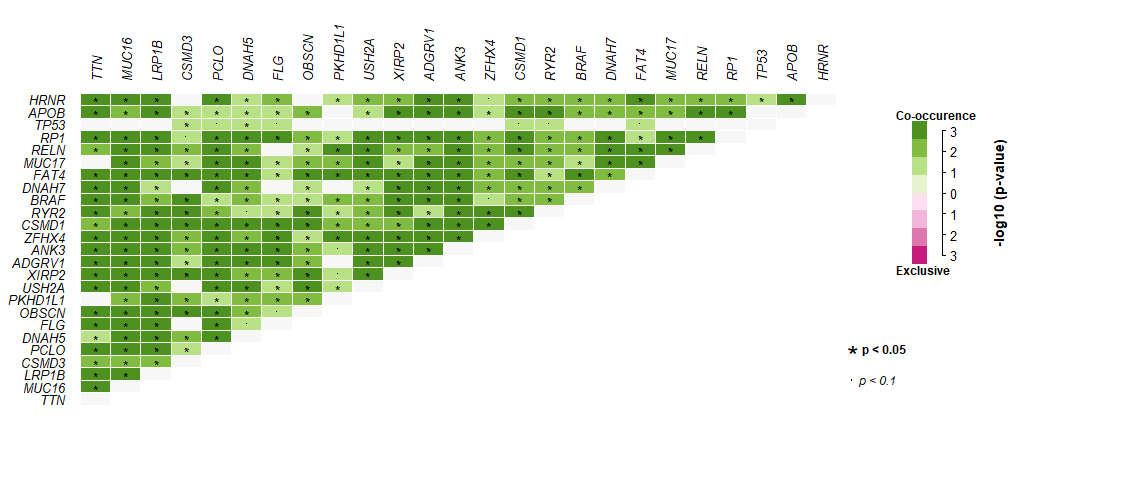 TTN
MUC16
LRP1B
CSMD3
PCLO
DNAH5
FLG
OBSCN
PKHD1L1
USH2A
XIRP2
ADGRV1
ANK3
ZFHX4
CSMD1
RYR2
BRAF
DNAH7
FAT4
MUC17
RELN
RP1
TP53
APOB
HRNR
HRNR
APOB
TP53
RP1
RELN
MUC17
FAT4
DNAH7
BRAF
RYR2
CSMD1
ZFHX4
ANK3
ADGRV1
XIRP2
USH2A
PKHD1L1
OBSCN
FLG
DNAH5
PCLO
CSMD3
LRP1B
MUC16
TTN
Co-occurence
3
2
1
0
1
2
3
Exclusive
-log10 (p-value)
* p < 0.05
· p < 0.1